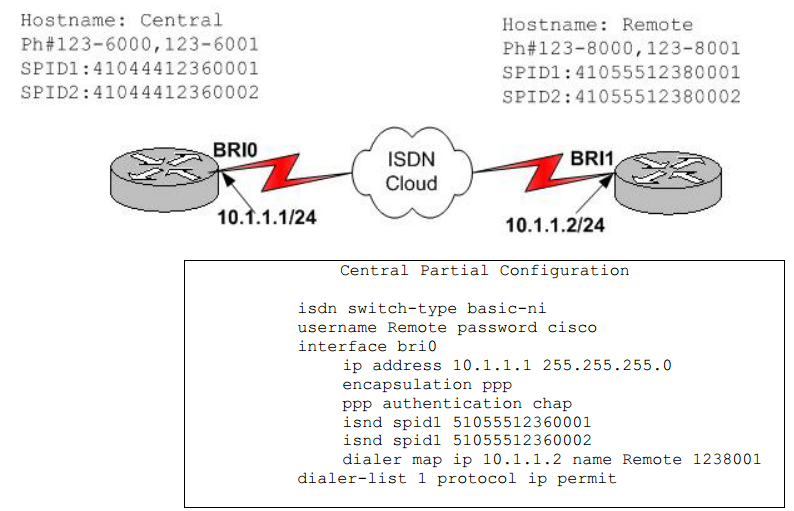 Hostname: Central
Ph#123-6000,123-6001
SPID1:41044412360001
SPID2:41044412360002
Hostname: Remote
Ph#123-8000,123-8001
SPID1:41055512380001
SPID2:41055512380002
BRI0
ISDN
Cloud
BRI1
10.1.1.1/24
10.1.1.2/24
Central Partial Configuration
isdn switch-type basic-ni
username Remote password cisco
interface bri0
ip address 10.1.1.1 255.255.255.0
encapsulation ppp
ppp authentication chap
isnd spid1 51055512360001
isnd spid1 51055512360002
dialer map ip 10.1.1.2 name Remote 1238001
dialer-list 1 protocol ip permit